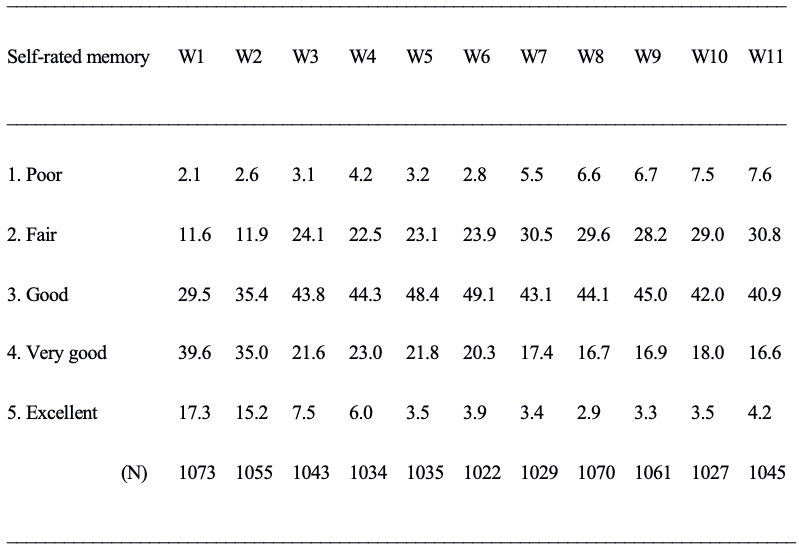 Self-rated memory W1 W2 W3 W4 W5 W6 W7 W8 W9 W10 W11
1. Poor 2.1 2.6 3.1 4.2 3.2 2.8 5.5 6.6 6.7 7.5 7.6
2. Fair 11.6 11.9 24.1 22.5 23.1 23.9 30.5 29.6 28.2 29.0 30.8
3. Good 29.5 35.4 43.8 44.3 48.4 49.1 43.1 44.1 45.0 42.0 40.9
4. Very good 39.6 35.0 21.6 23.0 21.8 20.3 17.4 16.7 16.9 18.0 16.6
5. Excellent 17.3 15.2 7.5 6.0 3.5 3.9 3.4 2.9 3.3 3.5 4.2
(N) 1073 1055 1043 1034 1035 1022 1029 1070 1061 1027 1045